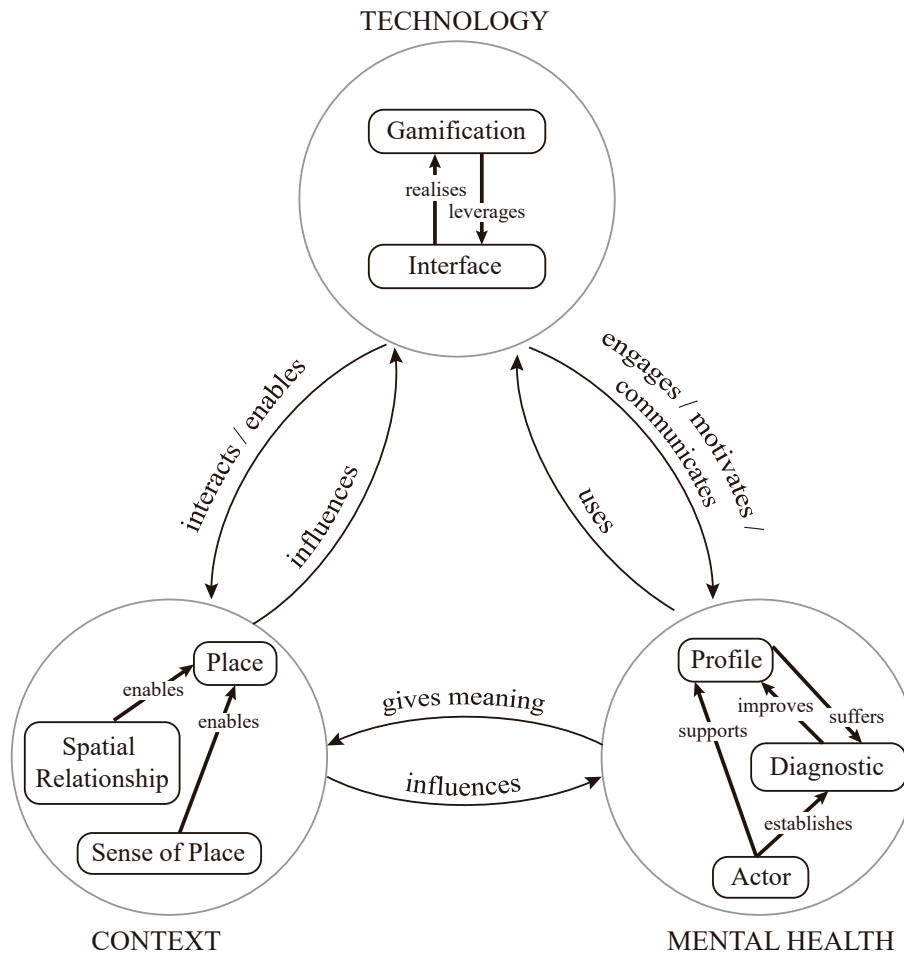 TECHNOLOGY
Gamification
realises
leverages
Interface
interacts / enables
influences
engages / motivates /
communicates
uses
Place
enables
enables
Spatial
Relationship
Sense of Place
gives meaning
influences
Profile
improves
suffers
supports
Diagnostic
establishes
Actor
CONTEXT
MENTAL HEALTH